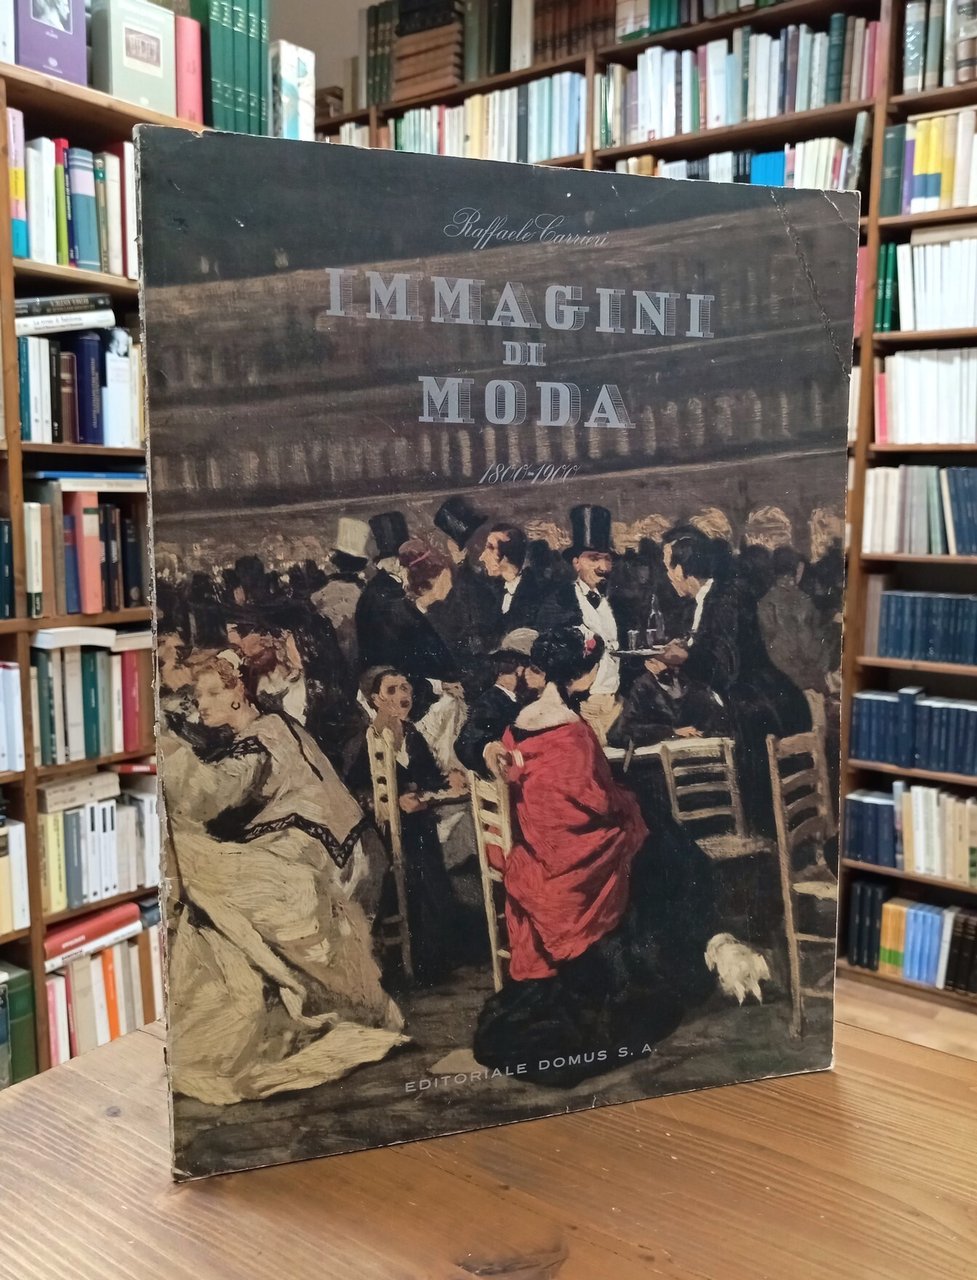 Raffaele Carrieri
IMMAGINI
DI
MODA
1800-1900
EDITORIALE DOMUS S. A.